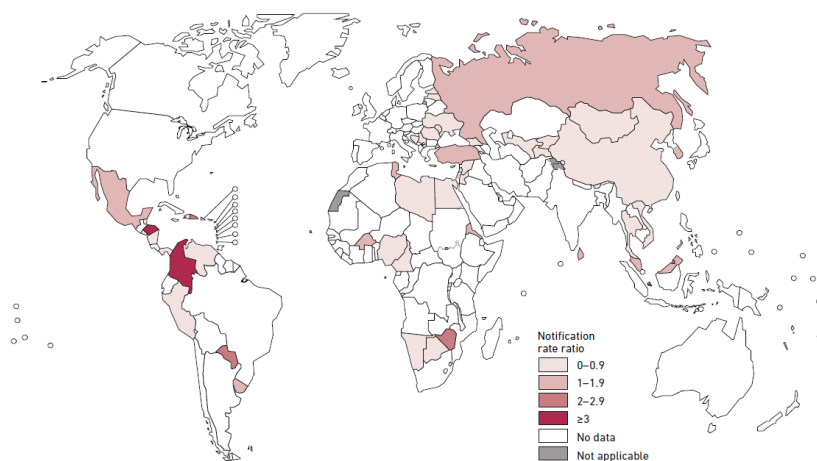 Notification
rate ratio
0–0.9
1–1.9
2–2.9
≥3
No data
Not applicable